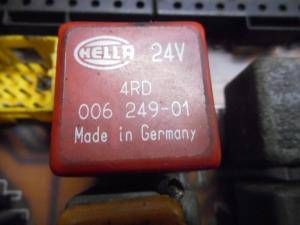 HELLA 24V
4RD
006 249-01
Made in Germany